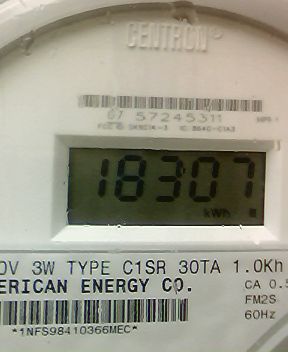 CENTRON®
67 57245311
18307
kWh
0V 3W TYPE C1SR 30TA 1.0Kh
ERICAN ENERGY CO.
CA 0.5
FM2S
60Hz
*1NFS98410366MEC*